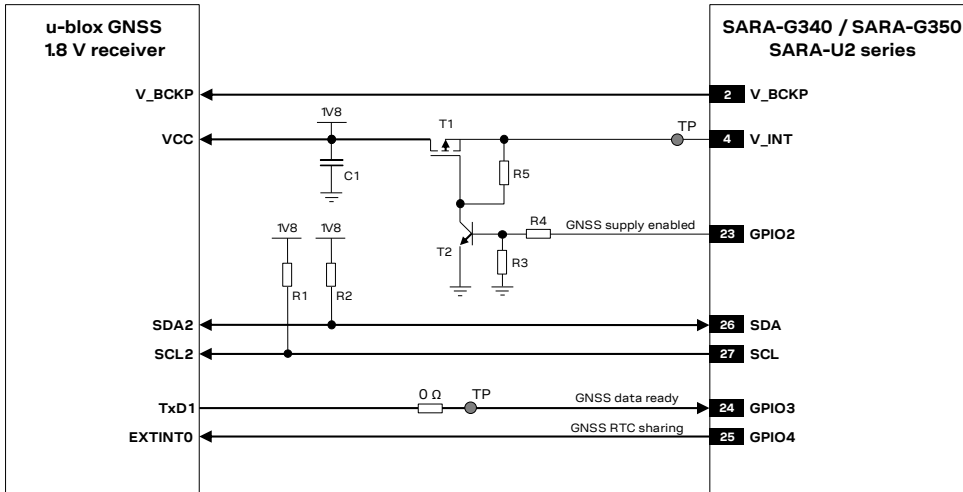 u-blox GNSS
1.8 V receiver
SARA-G340 / SARA-G350
SARA-U2 series
V_BCKP
2
V_BCKP
1V8
T1
TP
VCC
4
V_INT
C1
R5
R4
GNSS supply enabled
23
GPIO2
1V8
1V8
T2
R3
R1
R2
SDA2
26
SDA
SCL2
27
SCL
0 Ω
TP
GNSS data ready
TxD1
24
GPIO3
GNSS RTC sharing
EXTINT0
25
GPIO4